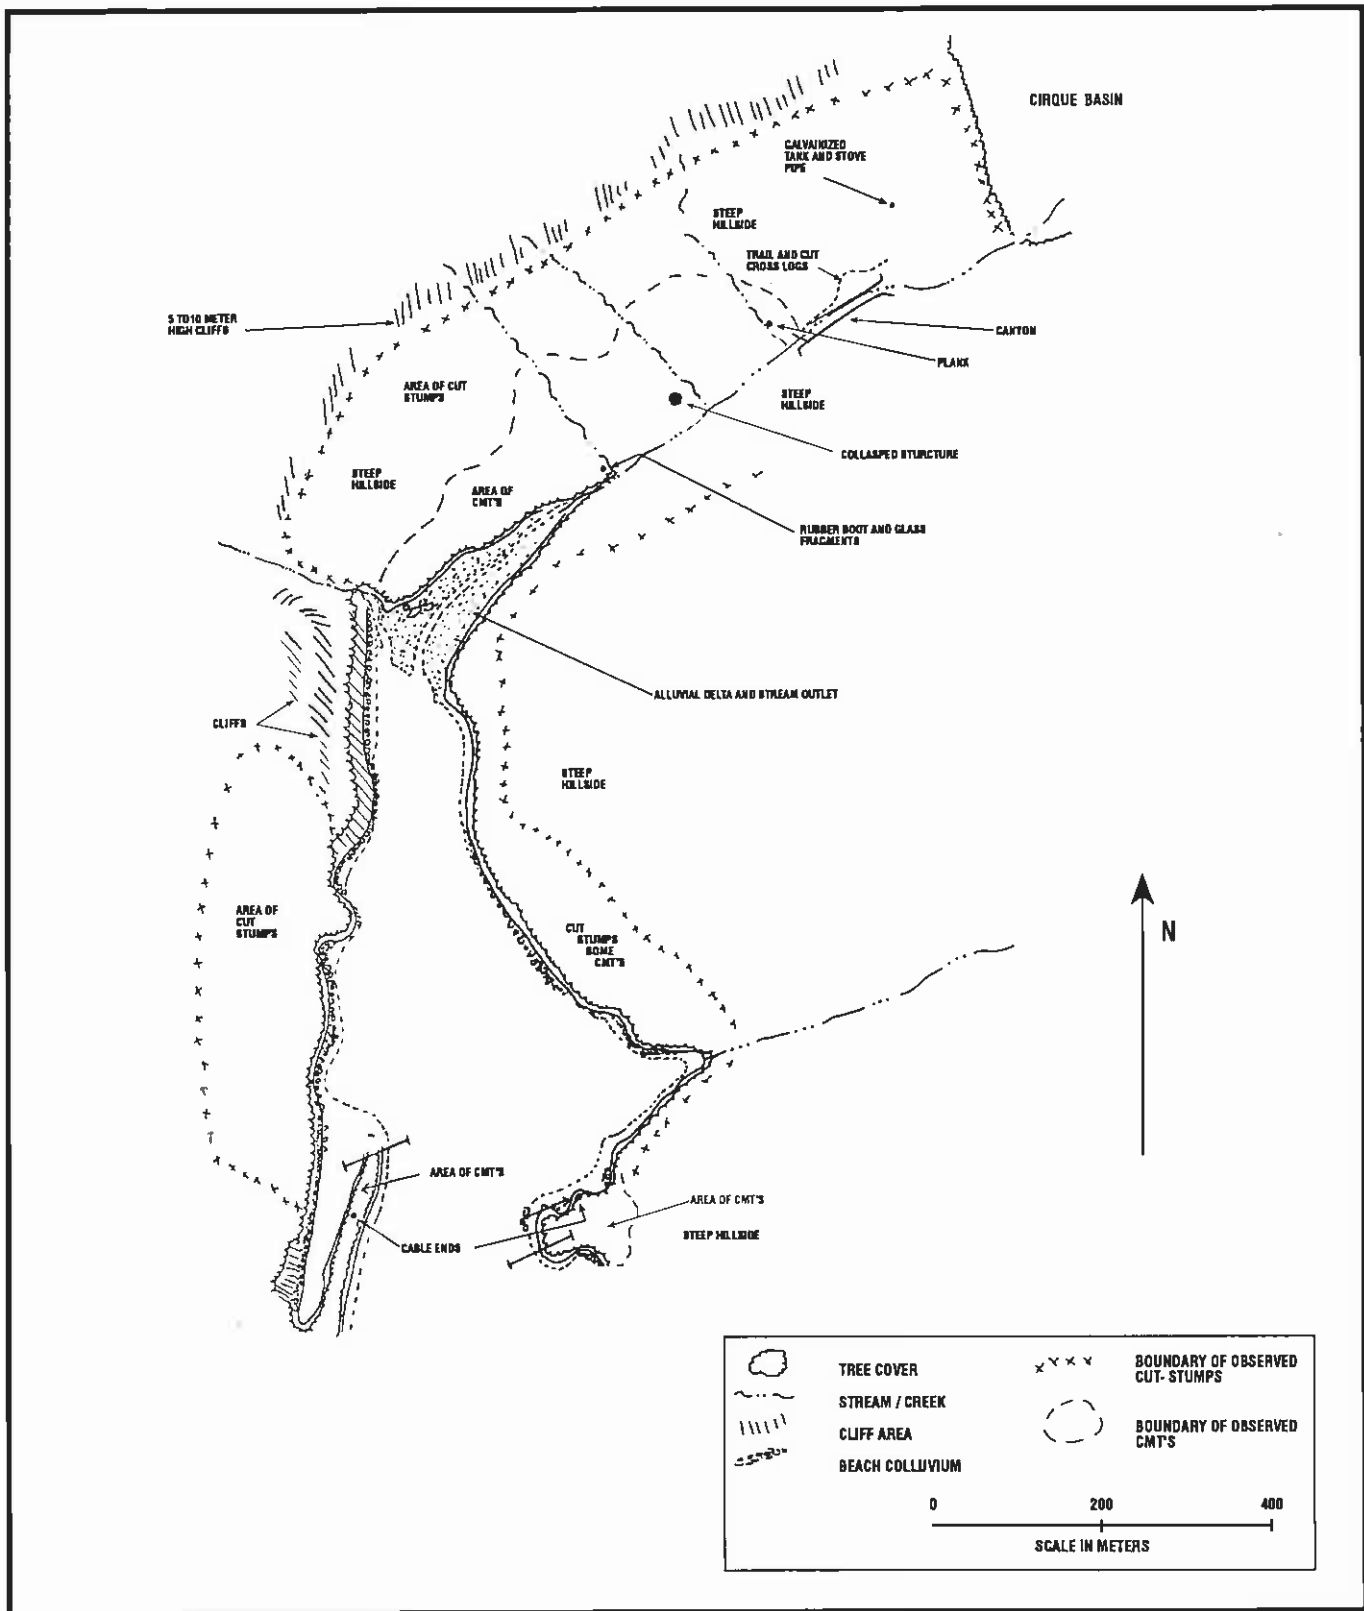 CIRQUE BASIN
GALVAINIZED
TANK AND STOVE
PIPE
STEEP
HILLSIDE
TRAIL AND CUT
CROSS LOGS
5 TO 10 METER
HIGH CLIFFS
CANYON
PLANK
AREA OF CUT
STUMPS
STEEP
HILLSIDE
COLLASPED STURCTURE
STEEP
HILLSIDE
AREA OF
CMT'S
RUBBER BOOT AND GLASS
FRAGMENTS
ALLUVIAL DELTA AND STREAM OUTLET
CLIFFS
STEEP
HILLSIDE
AREA OF
CUT
STUMPS
CUT
STUMPS
SOME
CMT'S
N
AREA OF CMT'S
AREA OF CMT'S
STEEP HILLSIDE
CABLE ENDS
TREE COVER
STREAM / CREEK
CLIFF AREA
BEACH COLLUVIUM
BOUNDARY OF OBSERVED
CUT- STUMPS
BOUNDARY OF OBSERVED
CMT'S
0 200 400
SCALE IN METERS